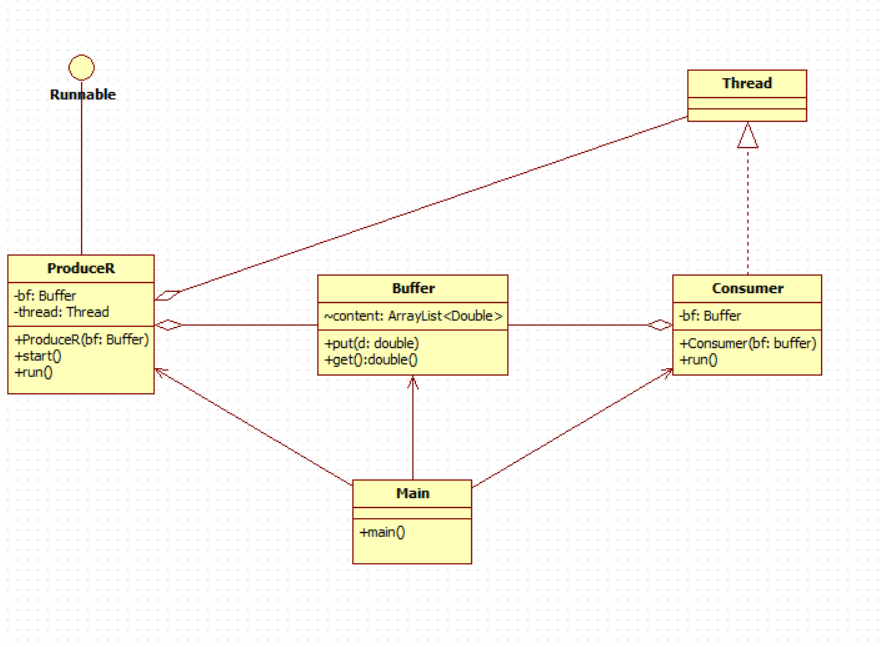 Runnable
Thread
ProduceR
-bf: Buffer
-thread: Thread
+ProduceR(bf: Buffer)
+start()
+run()
Buffer
~content: ArrayList<Double>
+put(d: double)
+get():double()
Consumer
-bf: Buffer
+Consumer(bf: buffer)
+run()
Main
+main()